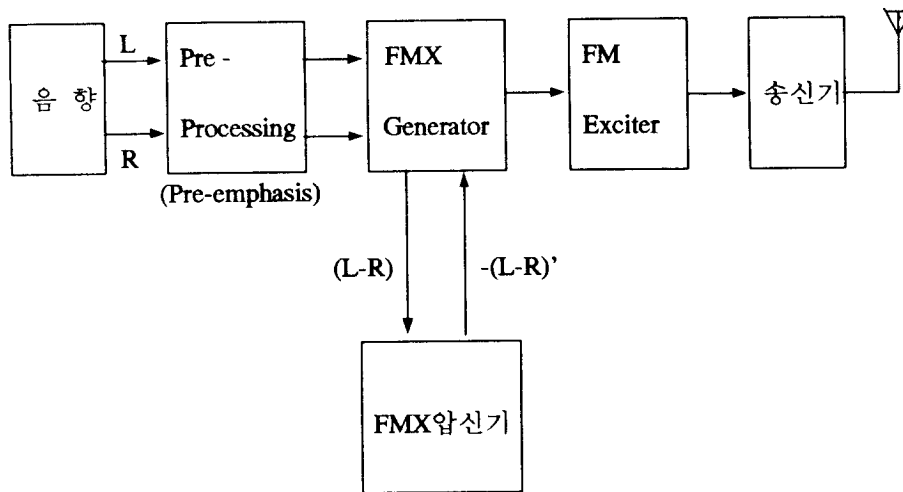 음 향
L
R
Pre -
Processing
(Pre-emphasis)
FMX
Generator
FM
Exciter
송신기
(L-R)
-(L-R)’
FMX압신기